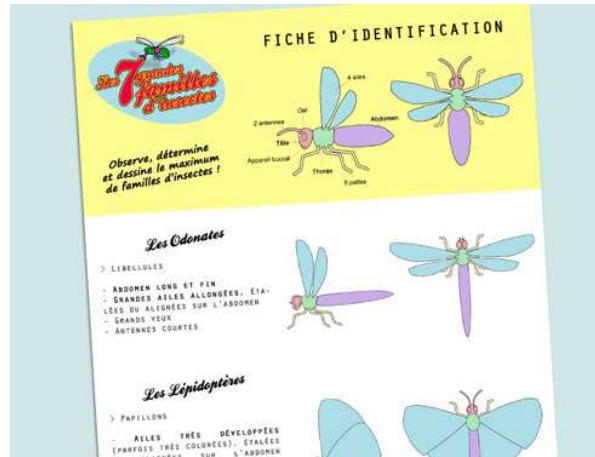 FICHE D'IDENTIFICATION
Les 7 grandes
familles
d'insectes
Observe, détermine
et dessine le maximum
de familles d'insectes !
4 ailes
Oeil
2 antennes
Abdomen
Tête
Appareil buccal
Thorax
6 pattes
Les Odonates
> LIBELLULES
- ABDOMEN LONG ET FIN
- GRANDES AILES ALLONGÉES, ÉTA-
LÉES OU ALIGNÉES SUR L'ABDOMEN
- GRANDS YEUX
- ANTENNES COURTES
Les Lépidoptères
> PAPILLONS
- AILES TRÈS DÉVELOPPÉES
(PARFOIS TRÈS COLORÉES), ÉTALÉES
SUR L'ABDOMEN